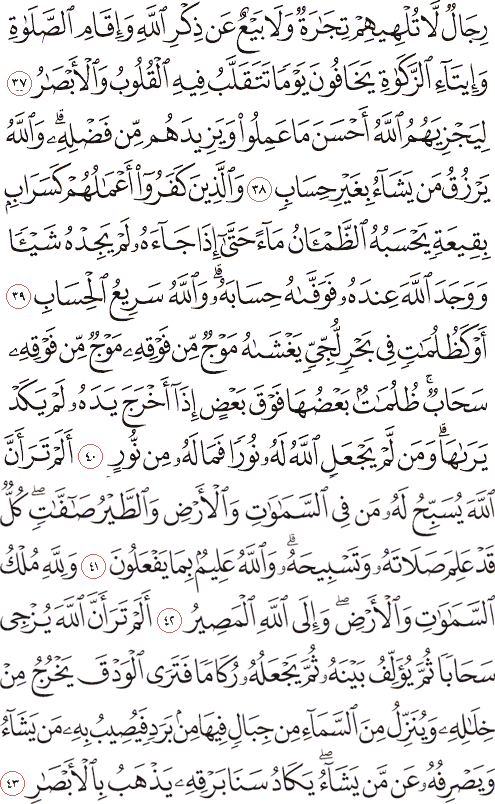 رِجَالٌ لَّا تُلْهِيهِمْ تِجَٰرَةٌ وَلَا بَيْعٌ عَن ذِكْرِ ٱللَّهِ وَإِقَامِ ٱلصَّلَوٰةِ
وَإِيتَآءِ ٱلزَّكَوٰةِ يَخَافُونَ يَوْمًا تَتَقَلَّبُ فِيهِ ٱلْقُلُوبُ وَٱلْأَبْصَٰرُ ٣٧
لِيَجْزِيَهُمُ ٱللَّهُ أَحْسَنَ مَا عَمِلُوا۟ وَيَزِيدَهُم مِّن فَضْلِهِۦ ۗ وَٱللَّهُ
يَرْزُقُ مَن يَشَآءُ بِغَيْرِ حِسَابٍ ٣٨ وَٱلَّذِينَ كَفَرُوٓا۟ أَعْمَٰلُهُمْ كَسَرَابٍۭ
بِقِيعَةٍ يَحْسَبُهُ ٱلظَّمْـَٔانُ مَآءً حَتَّىٰٓ إِذَا جَآءَهُۥ لَمْ يَجِدْهُ شَيْـًٔا
وَوَجَدَ ٱللَّهَ عِندَهُۥ فَوَفَّىٰهُ حِسَابَهُۥ ۗ وَٱللَّهُ سَرِيعُ ٱلْحِسَابِ ٣٩
أَوْ كَظُلُمَٰتٍ فِى بَحْرٍ لُّجِّىٍّ يَغْشَىٰهُ مَوْجٌ مِّن فَوْقِهِۦ مَوْجٌ مِّن فَوْقِهِۦ
سَحَابٌ ۚ ظُلُمَٰتٌۢ بَعْضُهَا فَوْقَ بَعْضٍ إِذَآ أَخْرَجَ يَدَهُۥ لَمْ يَكَدْ
يَرَىٰهَا ۗ وَمَن لَّمْ يَجْعَلِ ٱللَّهُ لَهُۥ نُورًا فَمَا لَهُۥ مِن نُّورٍ ٤٠ أَلَمْ تَرَ أَنَّ
ٱللَّهَ يُسَبِّحُ لَهُۥ مَن فِى ٱلسَّمَٰوَٰتِ وَٱلْأَرْضِ وَٱلطَّيْرُ صَٰٓفَّٰتٍ ۖ كُلٌّ
قَدْ عَلِمَ صَلَاتَهُۥ وَتَسْبِيحَهُۥ ۗ وَٱللَّهُ عَلِيمٌۢ بِمَا يَفْعَلُونَ ٤١ وَلِلَّهِ مُلْكُ
ٱلسَّمَٰوَٰتِ وَٱلْأَرْضِ ۖ وَإِلَى ٱللَّهِ ٱلْمَصِيرُ ٤٢ أَلَمْ تَرَ أَنَّ ٱللَّهَ يُزْجِى
سَحَابًا ثُمَّ يُؤَلِّفُ بَيْنَهُۥ ثُمَّ يَجْعَلُهُۥ رُكَامًا فَتَرَى ٱلْوَدْقَ يَخْرُجُ مِنْ
خِلَٰلِهِۦ وَيُنَزِّلُ مِنَ ٱلسَّمَآءِ مِن جِبَالٍ فِيهَا مِنۢ بَرَدٍ فَيُصِيبُ بِهِۦ مَن يَشَآءُ
وَيَصْرِفُهُۥ عَن مَّن يَشَآءُ ۖ يَكَادُ سَنَا بَرْقِهِۦ يَذْهَبُ بِٱلْأَبْصَٰرِ ٤٣